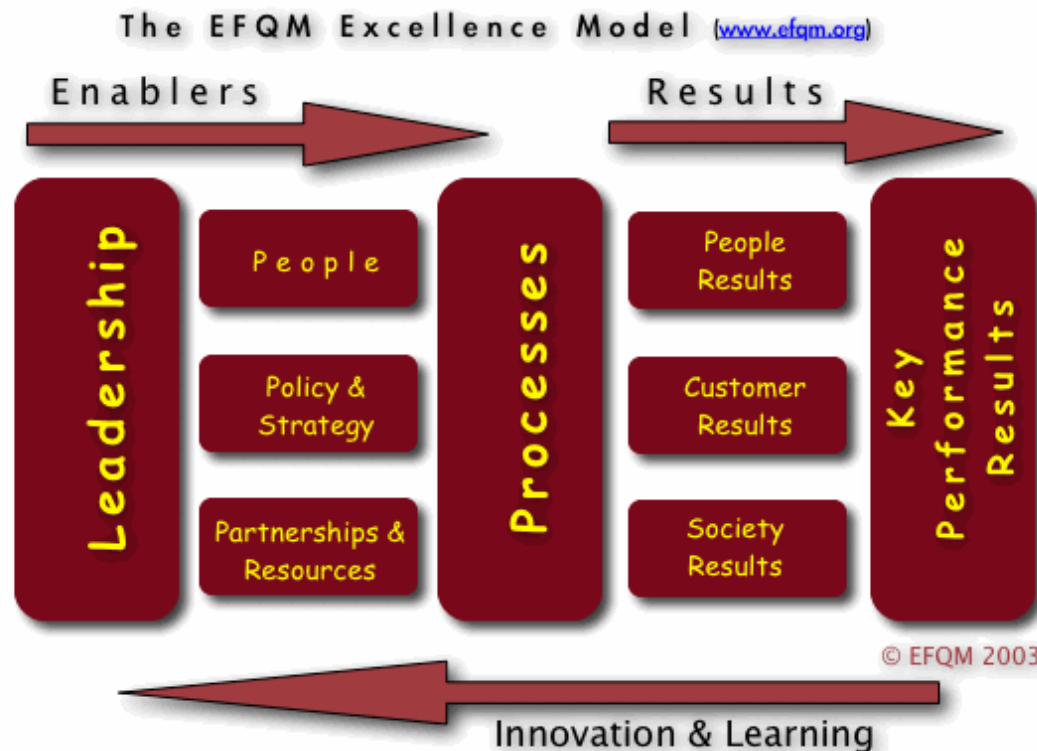 The EFQM Excellence Model (www.efqm.org)
Enablers
Results
Leadership
People
Policy &
Strategy
Partnerships &
Resources
Processes
People
Results
Customer
Results
Society
Results
Key
Performance
Results
© EFQM 2003
Innovation & Learning